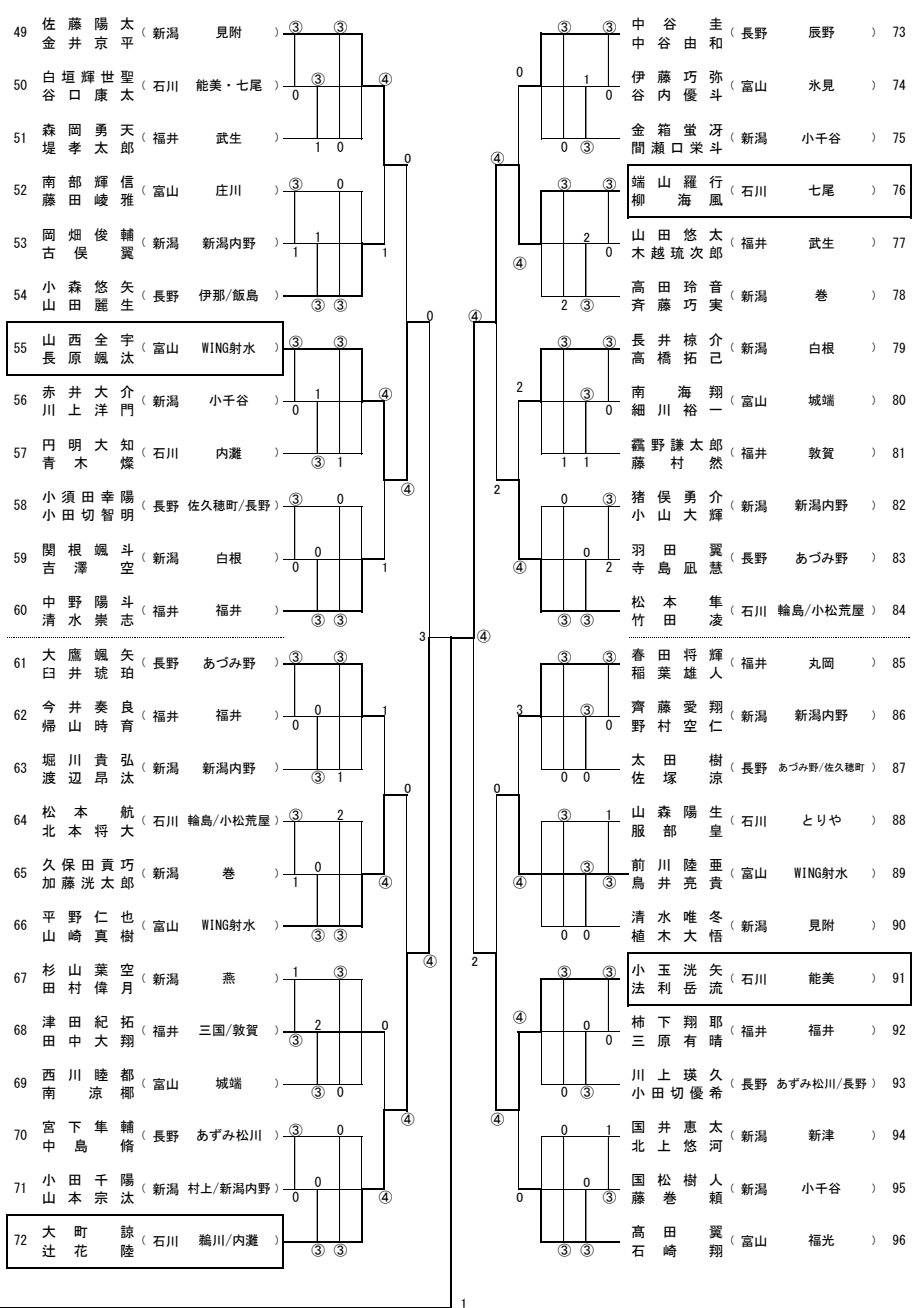 49 佐藤陽太 金井京平 (新潟 見附)
50 白垣輝世聖 谷口康太 (石川 能美・七尾)
51 森岡勇天 堤孝太郎 (福井 武生)
52 南部輝信 藤田崚雅 (富山 庄川)
53 岡畑俊輔 古俣翼 (新潟 新潟内野)
54 小森悠矢 山田麗生 (長野 伊那/飯島)
55 山西全宇 長原颯汰 (富山 WING射水)
56 赤井大介 川上洋門 (新潟 小千谷)
57 円明大知 青木燦 (石川 内灘)
58 小須田幸陽 小田切智明 (長野 佐久穂町/長野)
59 関根颯斗 吉澤空 (新潟 白根)
60 中野陽斗 清水崇志 (福井 福井)
61 大鷹颯矢 臼井琥珀 (長野 あづみ野)
62 今井奏良 帰山時育 (福井 福井)
63 堀川貴弘 渡辺昂汰 (新潟 新潟内野)
64 松本航 北本将大 (石川 輪島/小松荒屋)
65 久保田貢巧 加藤洸太郎 (新潟 巻)
66 平野仁也 山崎真樹 (富山 WING射水)
67 杉山葉空 田村偉月 (新潟 燕)
68 津田紀拓 田中大翔 (福井 三国/敦賀)
69 西川睦都 南涼椰 (富山 城端)
70 宮下隼輔 中島脩 (長野 あずみ松川)
71 小田千陽 山本宗汰 (新潟 村上/新潟内野)
72 大町諒 辻花陸 (石川 鵜川/内灘)
中谷圭 中谷由和 (長野 辰野) 73
伊藤巧弥 谷内優斗 (富山 氷見) 74
金箱蛍冴 間瀬口栄斗 (新潟 小千谷) 75
端山羅行 柳海風 (石川 七尾) 76
山田悠太 木越琉次郎 (福井 武生) 77
高田玲音 斉藤巧実 (新潟 巻) 78
長井椋介 高橋拓己 (新潟 白根) 79
南海翔 細川裕一 (富山 城端) 80
野謙太郎 藤村然 (福井 敦賀) 81
猪俣勇介 小山大輝 (新潟 新潟内野) 82
羽田翼 寺島凪慧 (長野 あづみ野) 83
松本隼 竹田凌 (石川 輪島/小松荒屋) 84
春田将輝 稲葉雄人 (福井 丸岡) 85
齊藤愛翔 野村空仁 (新潟 新潟内野) 86
太田樹 佐塚涼 (長野 あづみ野/佐久穂町) 87
山森陽生 服部皇 (石川 とりや) 88
前川陸亜 鳥井亮貴 (富山 WING射水) 89
清水唯冬 植木大悟 (新潟 見附) 90
小玉洸矢 法利岳流 (石川 能美) 91
柿下翔耶 三原有晴 (福井 福井) 92
川上瑛久 小田切優希 (長野 あずみ松川/長野) 93
国井恵太 北上悠河 (新潟 新津) 94
国松樹人 藤巻頼 (新潟 小千谷) 95
髙田翼 石崎翔 (富山 福光) 96
1